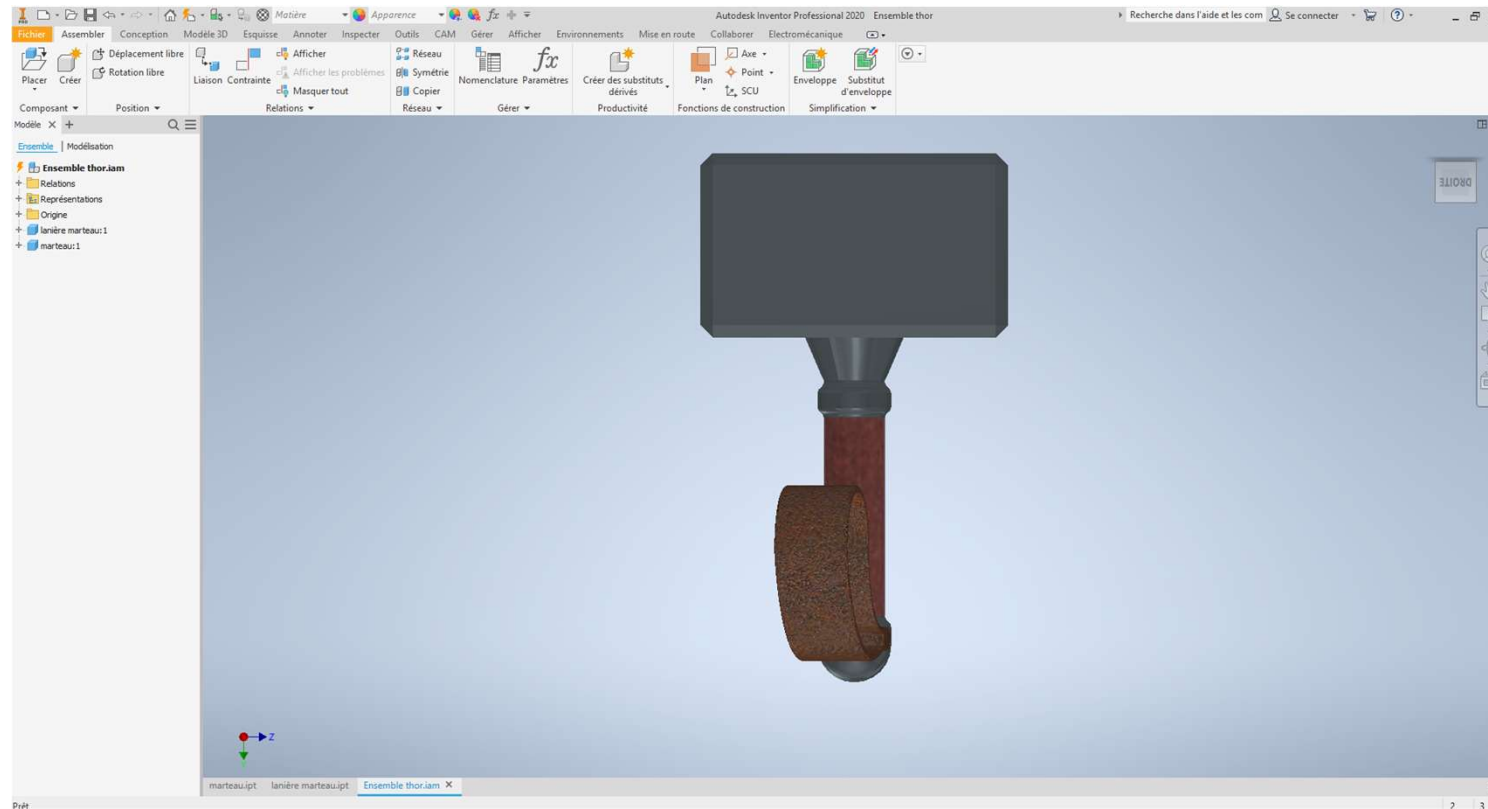 PRO Matière Apparence fx Autodesk Inventor Professional 2020 Ensemble thor Recherche dans l'aide et les com Se connecter
Fichier Assembler Conception Modèle 3D Esquisse Annoter Inspecter Outils CAM Gérer Afficher Environnements Mise en route Collaborer Electromécanique
Placer Créer
Déplacement libre
Rotation libre
Liaison Contrainte
Afficher
Afficher les problèmes
Masquer tout
Réseau
Symétrie
Copier
Nomenclature
fx
Paramètres
Créer des substituts
dérivés
Plan
Axe
Point
SCU
Enveloppe
Substitut
d'enveloppe
Composant Position Relations Réseau Gérer Productivité Fonctions de construction Simplification
Modèle
Ensemble Modélisation
Ensemble thor.iam
Relations
Représentations
Origine
lanière marteau:1
marteau:1
DROITE
Z
marteau.ipt lanière marteau.ipt Ensemble thor.iam
Prêt 2 3